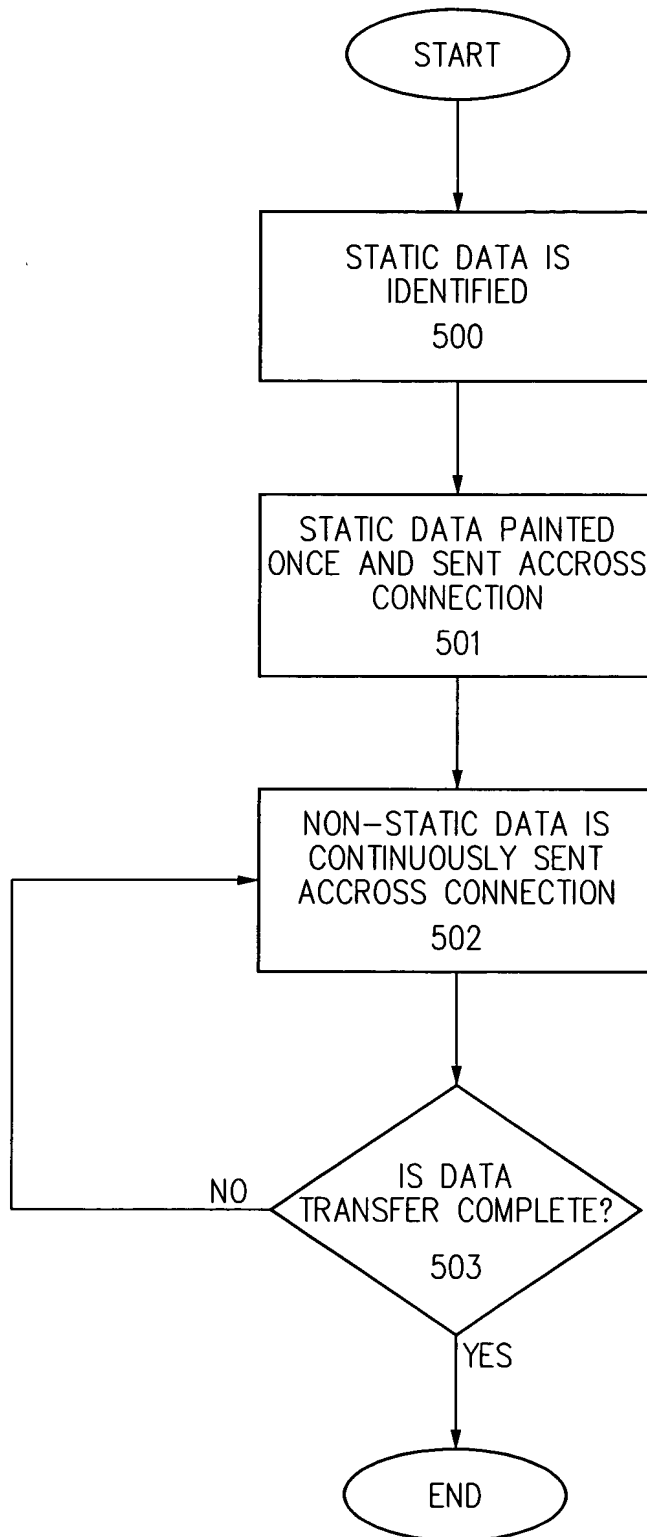 START
STATIC DATA IS
IDENTIFIED
500
STATIC DATA PAINTED
ONCE AND SENT ACCROSS
CONNECTION
501
NON-STATIC DATA IS
CONTINUOUSLY SENT
ACCROSS CONNECTION
502
IS DATA
TRANSFER COMPLETE?
503
NO
YES
END